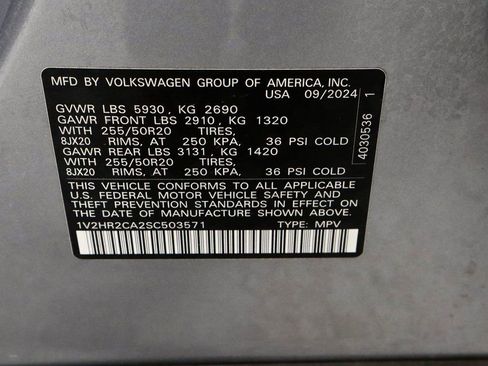 MFD BY VOLKSWAGEN GROUP OF AMERICA, INC.
USA 09/2024
GVWR LBS 5930, KG 2690
GAWR FRONT LBS 2910, KG 1320
WITH 255/50R20 TIRES,
8JX20 RIMS, AT 250 KPA, 36 PSI COLD
GAWR REAR LBS 3131, KG 1420
WITH 255/50R20 TIRES,
8JX20 RIMS, AT 250 KPA, 36 PSI COLD
THIS VEHICLE CONFORMS TO ALL APPLICABLE
U.S. FEDERAL MOTOR VEHICLE SAFETY AND
THEFT PREVENTION STANDARDS IN EFFECT ON
THE DATE OF MANUFACTURE SHOWN ABOVE.
1V2HR2CA2SC503571 TYPE: MPV
4030536 1